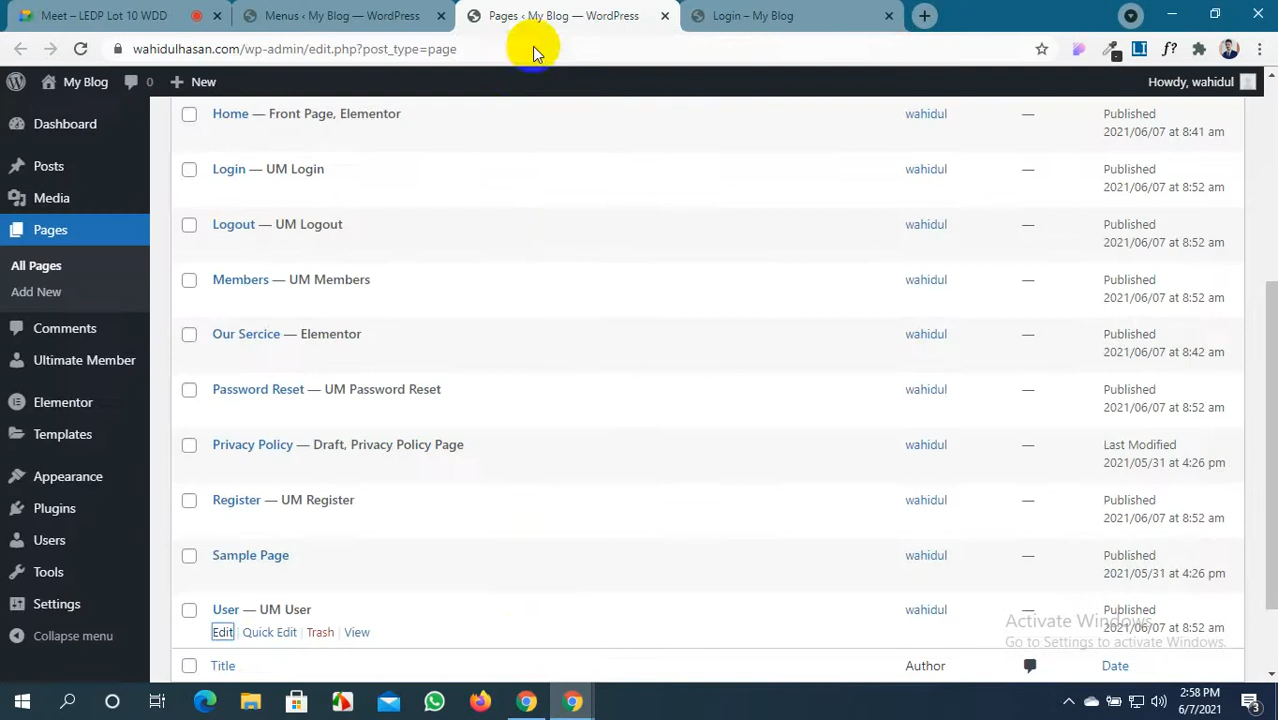 Meet – LEDP Lot 10 WDD
Menus ‹ My Blog — WordPress
Pages ‹ My Blog — WordPress
Login – My Blog
wahidulhasan.com/wp-admin/edit.php?post_type=page
My Blog
0
New
Howdy, wahidul
Dashboard
Posts
Media
Pages
All Pages
Add New
Comments
Ultimate Member
Elementor
Templates
Appearance
Plugins
Users
Tools
Settings
Collapse menu
Home — Front Page, Elementor wahidul — Published
2021/06/07 at 8:41 am
Login — UM Login wahidul — Published
2021/06/07 at 8:52 am
Logout — UM Logout wahidul — Published
2021/06/07 at 8:52 am
Members — UM Members wahidul — Published
2021/06/07 at 8:52 am
Our Sercice — Elementor wahidul — Published
2021/06/07 at 8:42 am
Password Reset — UM Password Reset wahidul — Published
2021/06/07 at 8:52 am
Privacy Policy — Draft, Privacy Policy Page wahidul — Last Modified
2021/05/31 at 4:26 pm
Register — UM Register wahidul — Published
2021/06/07 at 8:52 am
Sample Page wahidul — Published
2021/05/31 at 4:26 pm
User — UM User wahidul — Published
2021/06/07 at 8:52 am
Edit | Quick Edit | Trash | View
Activate Windows
Go to Settings to activate Windows.
Title Author Date
2:58 PM
6/7/2021
3